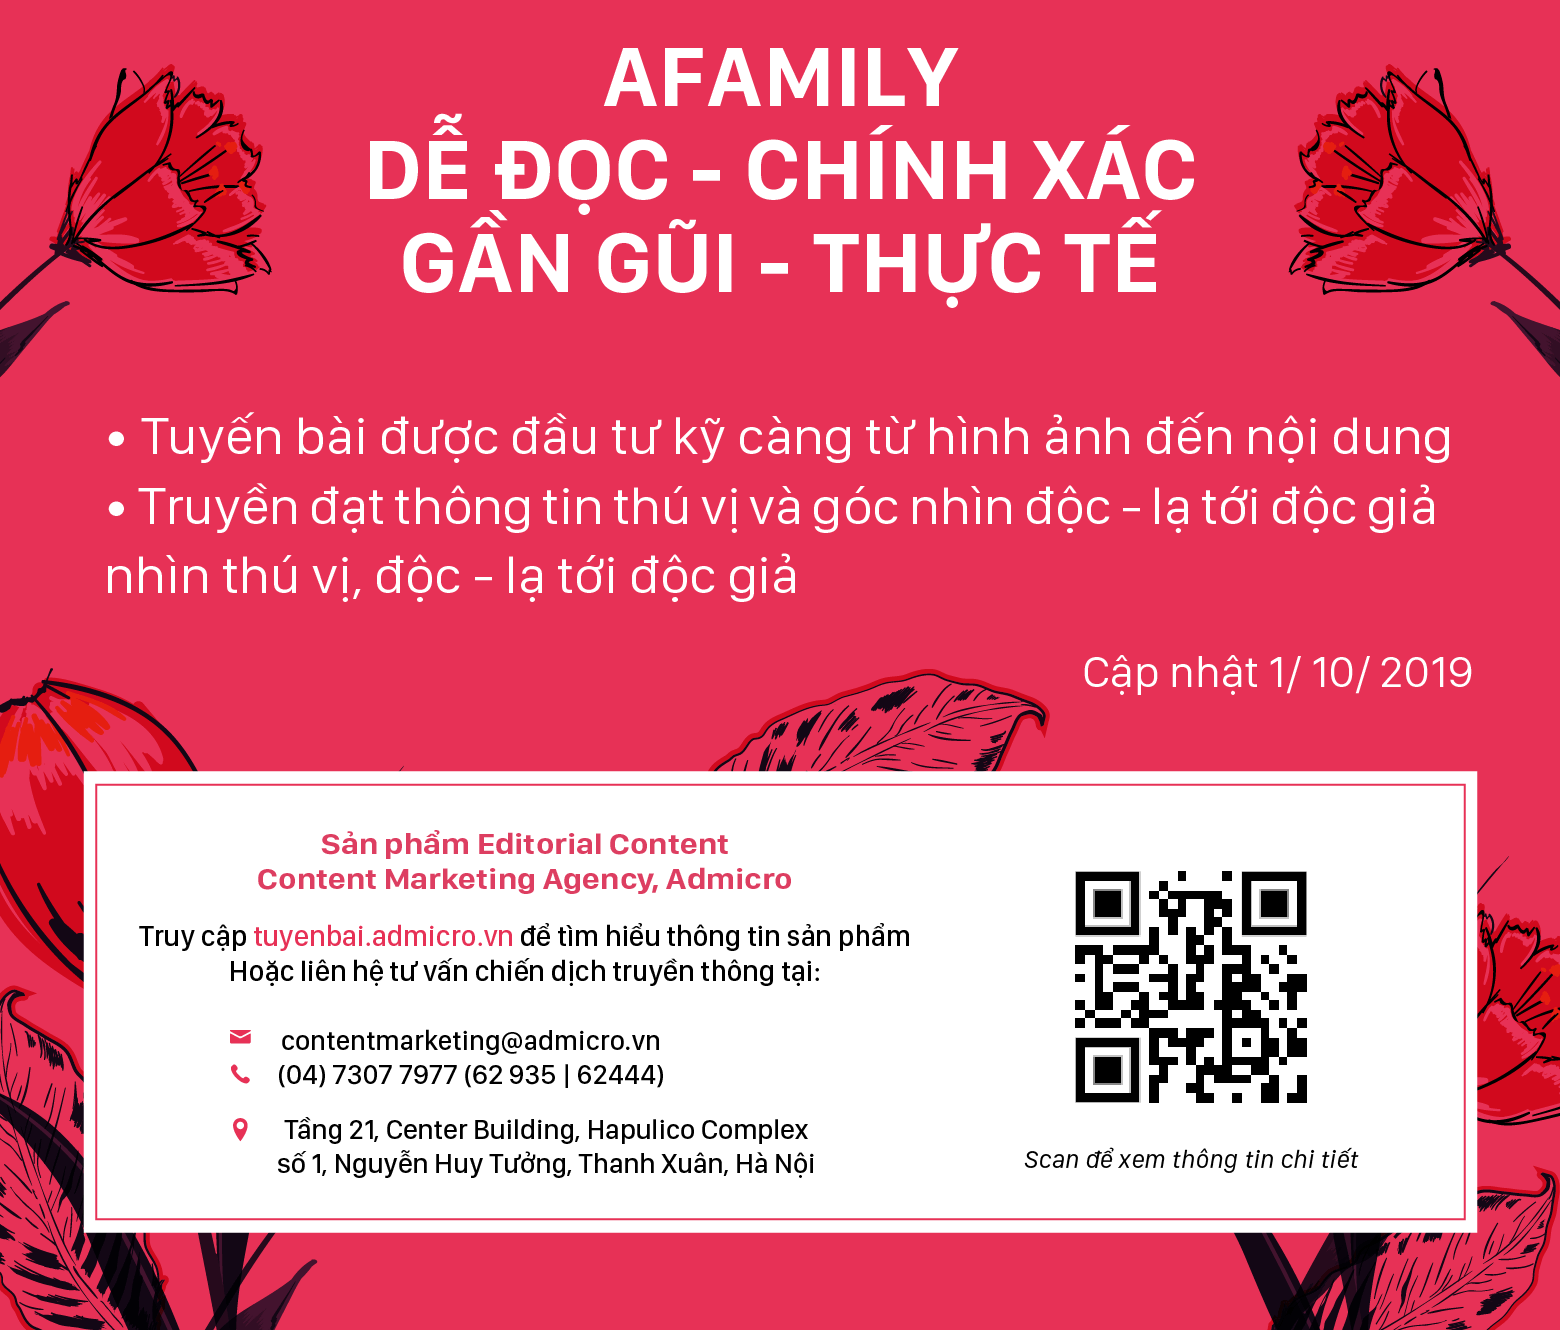 AFAMILY
DỄ ĐỌC - CHÍNH XÁC
GẦN GŨI - THỰC TẾ
• Tuyến bài được đầu tư kỹ càng từ hình ảnh đến nội dung
• Truyền đạt thông tin thú vị và góc nhìn độc - lạ tới độc giả
nhìn thú vị, độc - lạ tới độc giả
Cập nhật 1/ 10/ 2019
Sản phẩm Editorial Content
Content Marketing Agency, Admicro
Truy cập tuyenbai.admicro.vn để tìm hiểu thông tin sản phẩm
Hoặc liên hệ tư vấn chiến dịch truyền thông tại:
contentmarketing@admicro.vn
(04) 7307 7977 (62 935 | 62444)
Tầng 21, Center Building, Hapulico Complex
số 1, Nguyễn Huy Tưởng, Thanh Xuân, Hà Nội
Scan để xem thông tin chi tiết